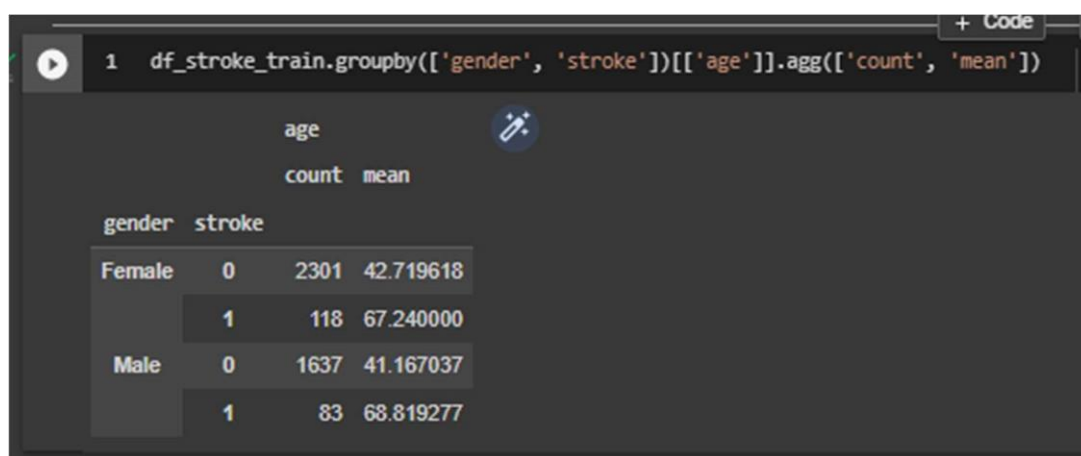 + Code
1 df_stroke_train.groupby(['gender', 'stroke'])[['age']].agg(['count', 'mean'])
age
count mean
gender stroke
Female 0 2301 42.719618
1 118 67.240000
Male 0 1637 41.167037
1 83 68.819277